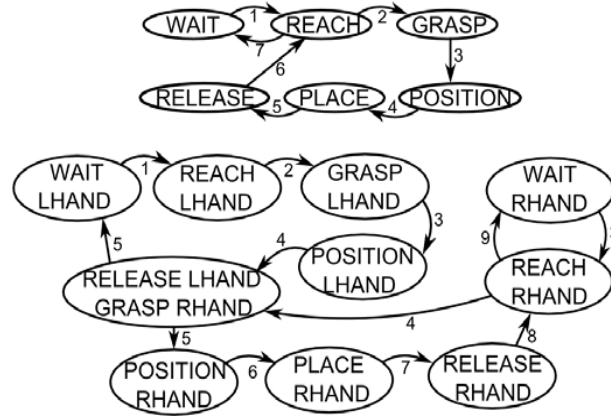 1
WAIT REACH 2 GRASP
7
3
6
RELEASE 5 PLACE 4 POSITION
WAIT
LHAND
1
REACH
LHAND
2
GRASP
LHAND
WAIT
RHAND
3
5
4
POSITION
LHAND
9
RELEASE LHAND
GRASP RHAND
REACH
RHAND
4
5
8
POSITION
RHAND
6
PLACE
RHAND
7
RELEASE
RHAND